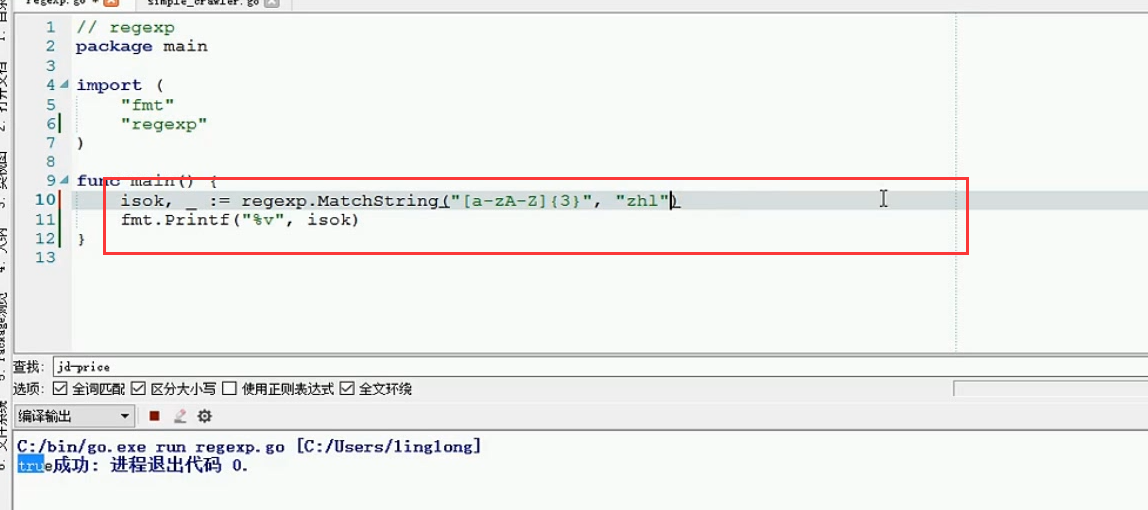 regexp.go * simple_crawler.go
1 // regexp
2 package main
3
4 import (
5 "fmt"
6 "regexp"
7 )
8
9 func main() {
10 isok, _ := regexp.MatchString("[a-zA-Z]{3}", "zhl")
11 fmt.Printf("%v", isok)
12 }
13
查找: jd-price
选项: 全词匹配 区分大小写 使用正则表达式 全文环绕
编译输出
C:/bin/go.exe run regexp.go [C:/Users/linglong]
true成功: 进程退出代码 0.